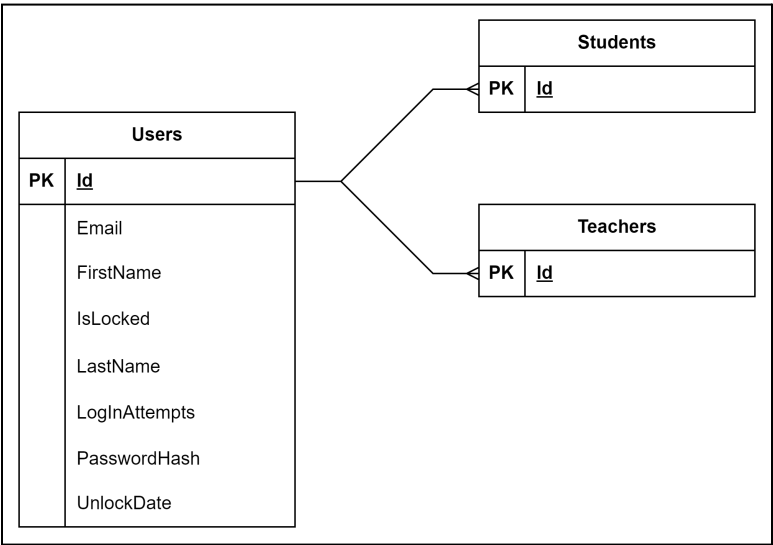 Users
PK Id
Email
FirstName
IsLocked
LastName
LogInAttempts
PasswordHash
UnlockDate
Students
PK Id
Teachers
PK Id